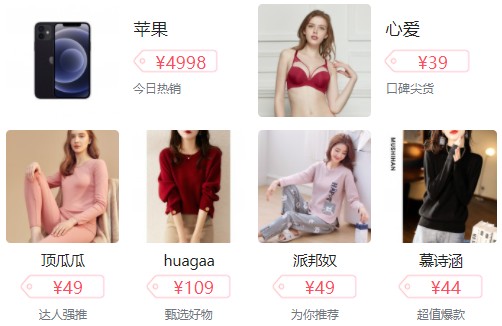 苹果
¥4998
今日热销
心爱
¥39
口碑尖货
MUSHIHAN
顶瓜瓜
¥49
达人强推
huagaa
¥109
甄选好物
派邦奴
¥49
为你推荐
慕诗涵
¥44
超值爆款